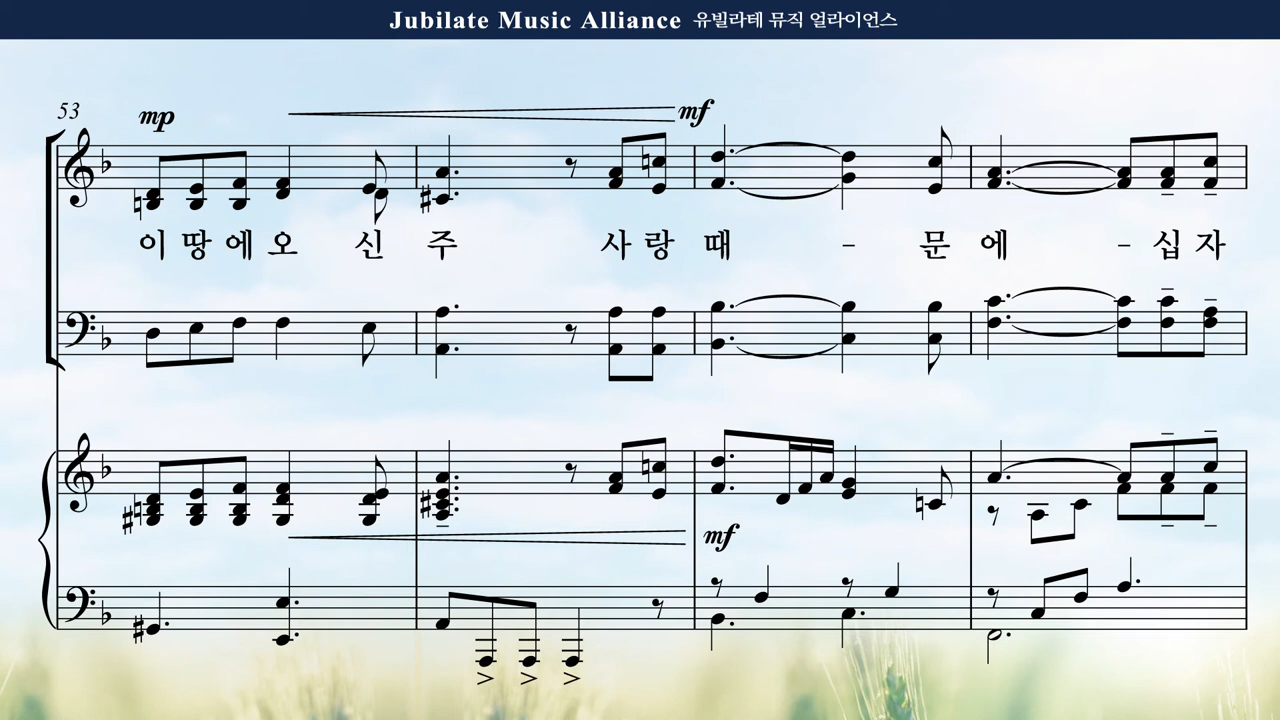 Jubilate Music Alliance 유빌라테 뮤직 얼라이언스
53
mp mf
이 땅 에 오 신 주 사 랑 때 - 문 에 - 십 자
mf